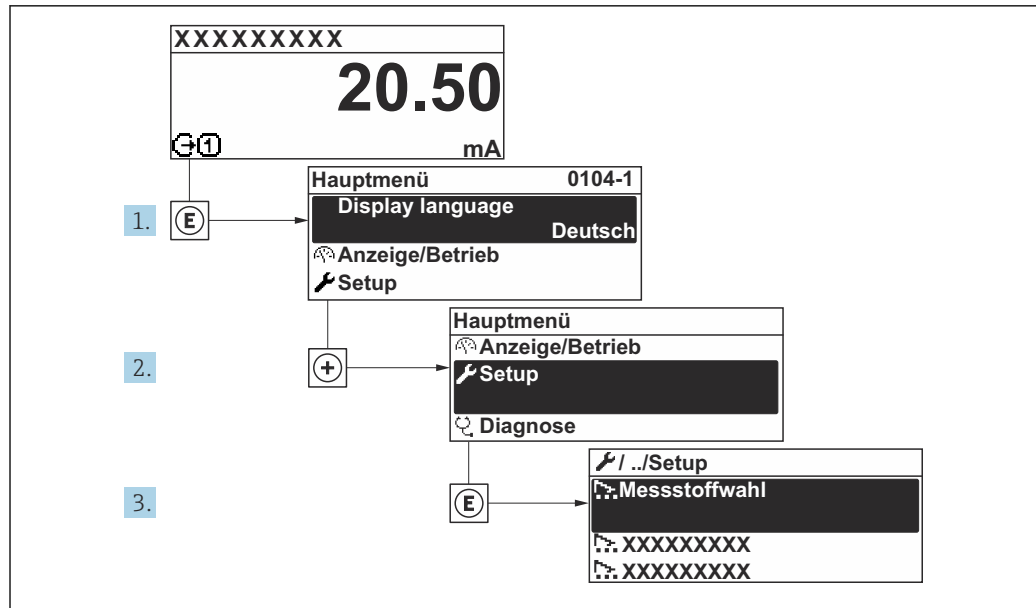 XXXXXXXXX
20.50
1 mA
1. E
Hauptmenü 0104-1
Display language
Deutsch
Anzeige/Betrieb
Setup
2. +
Hauptmenü
Anzeige/Betrieb
Setup
Diagnose
3. E
/ ../Setup
Messstoffwahl
XXXXXXXXX
XXXXXXXXX